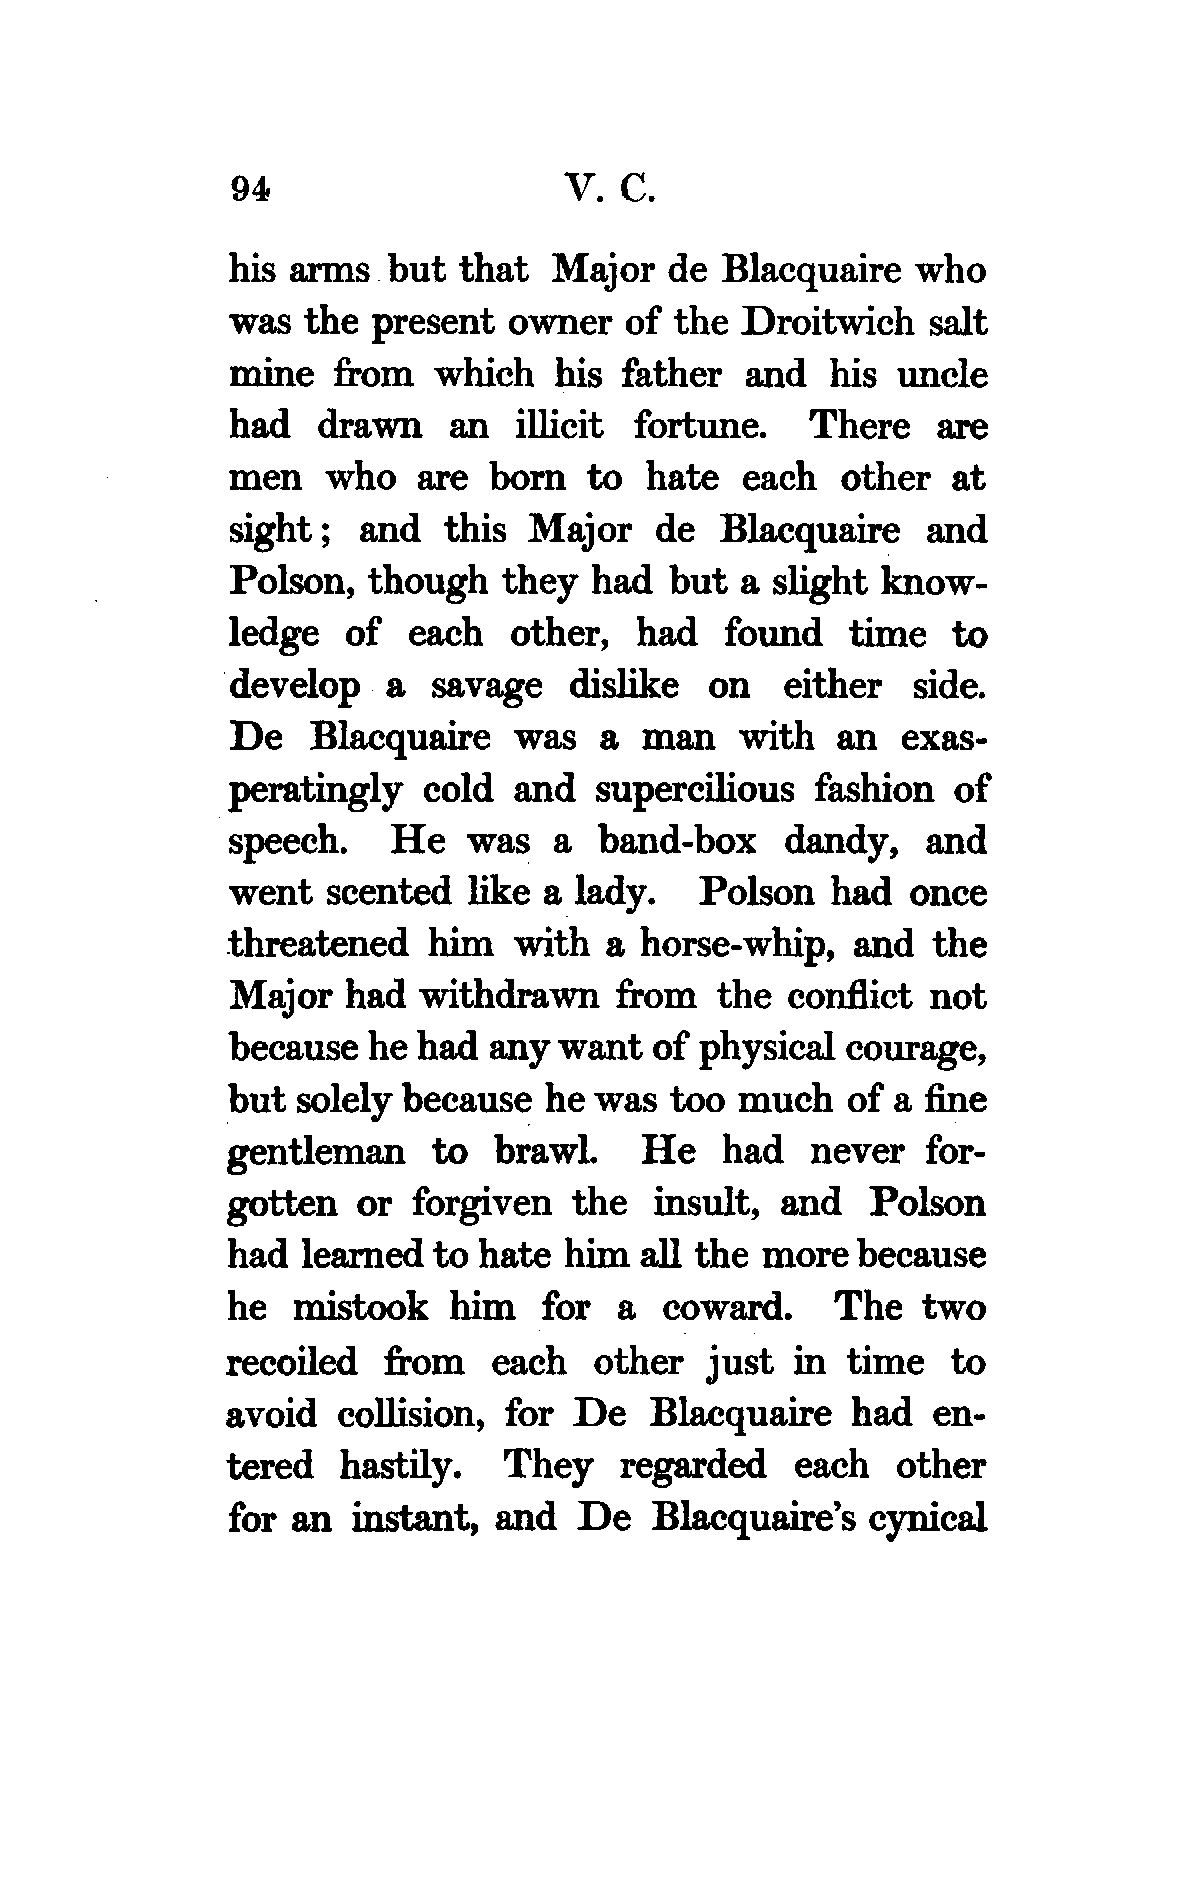 94 V. C.
his arms but that Major de Blacquaire who
was the present owner of the Droitwich salt
mine from which his father and his uncle
had drawn an illicit fortune. There are
men who are born to hate each other at
sight; and this Major de Blacquaire and
Polson, though they had but a slight know-
ledge of each other, had found time to
develop a savage dislike on either side.
De Blacquaire was a man with an exas-
peratingly cold and supercilious fashion of
speech. He was a band-box dandy, and
went scented like a lady. Polson had once
threatened him with a horse-whip, and the
Major had withdrawn from the conflict not
because he had any want of physical courage,
but solely because he was too much of a fine
gentleman to brawl. He had never for-
gotten or forgiven the insult, and Polson
had learned to hate him all the more because
he mistook him for a coward. The two
recoiled from each other just in time to
avoid collision, for De Blacquaire had en-
tered hastily. They regarded each other
for an instant, and De Blacquaire's cynical